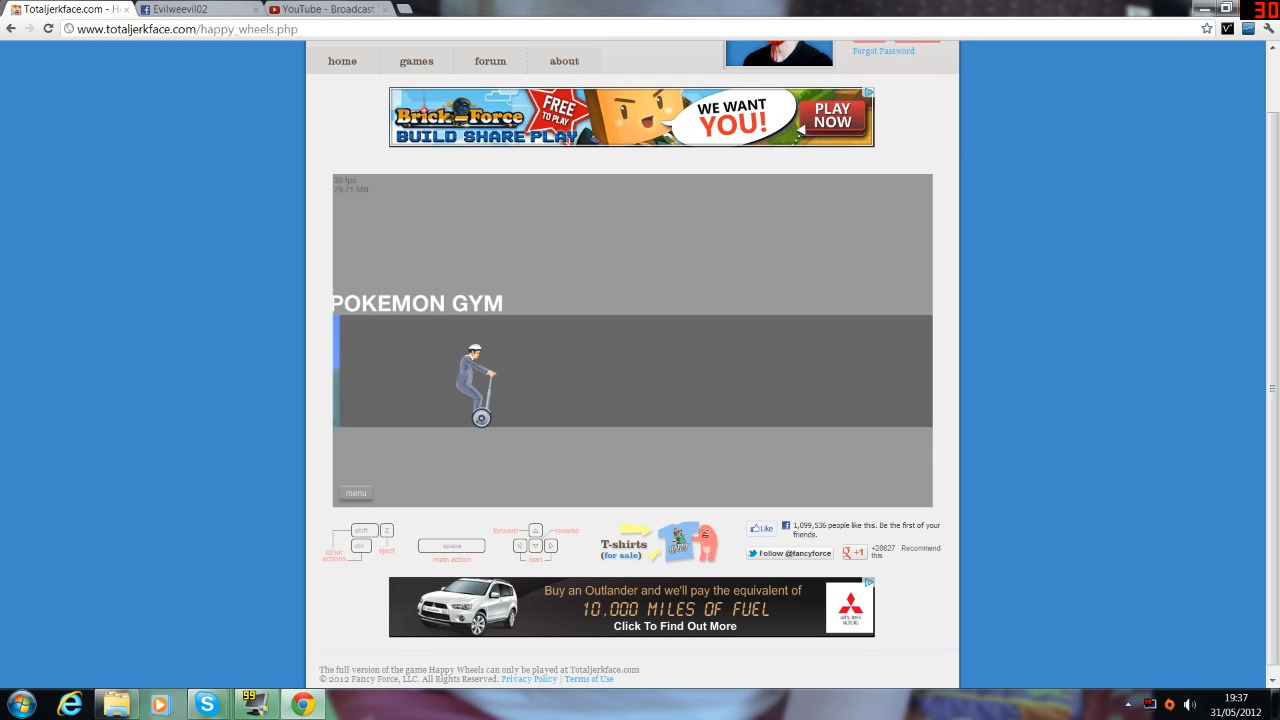 Totaljerkface.com - H
Evilweevil02
YouTube - Broadcast
30
www.totaljerkface.com/happy_wheels.php
Forgot Password
home
games
forum
about
Brick-Force
BUILD SHARE PLAY
FREE
TO PLAY
WE WANT
YOU!
PLAY
NOW
30 fps
79.71 MB
POKEMON GYM
menu
shift
Z
ctrl
other
actions
eject
space
main action
forward
reverse
lean
T-shirts
(for sale)
Like
1,099,536 people like this. Be the first of your
friends.
Follow @fancyforce
+1
+28627 Recommend
this
Buy an Outlander and we'll pay the equivalent of
10,000 MILES OF FUEL
Click To Find Out More
The full version of the game Happy Wheels can only be played at Totaljerkface.com
© 2012 Fancy Force, LLC. All Rights Reserved. Privacy Policy | Terms of Use
99
19:37
31/05/2012